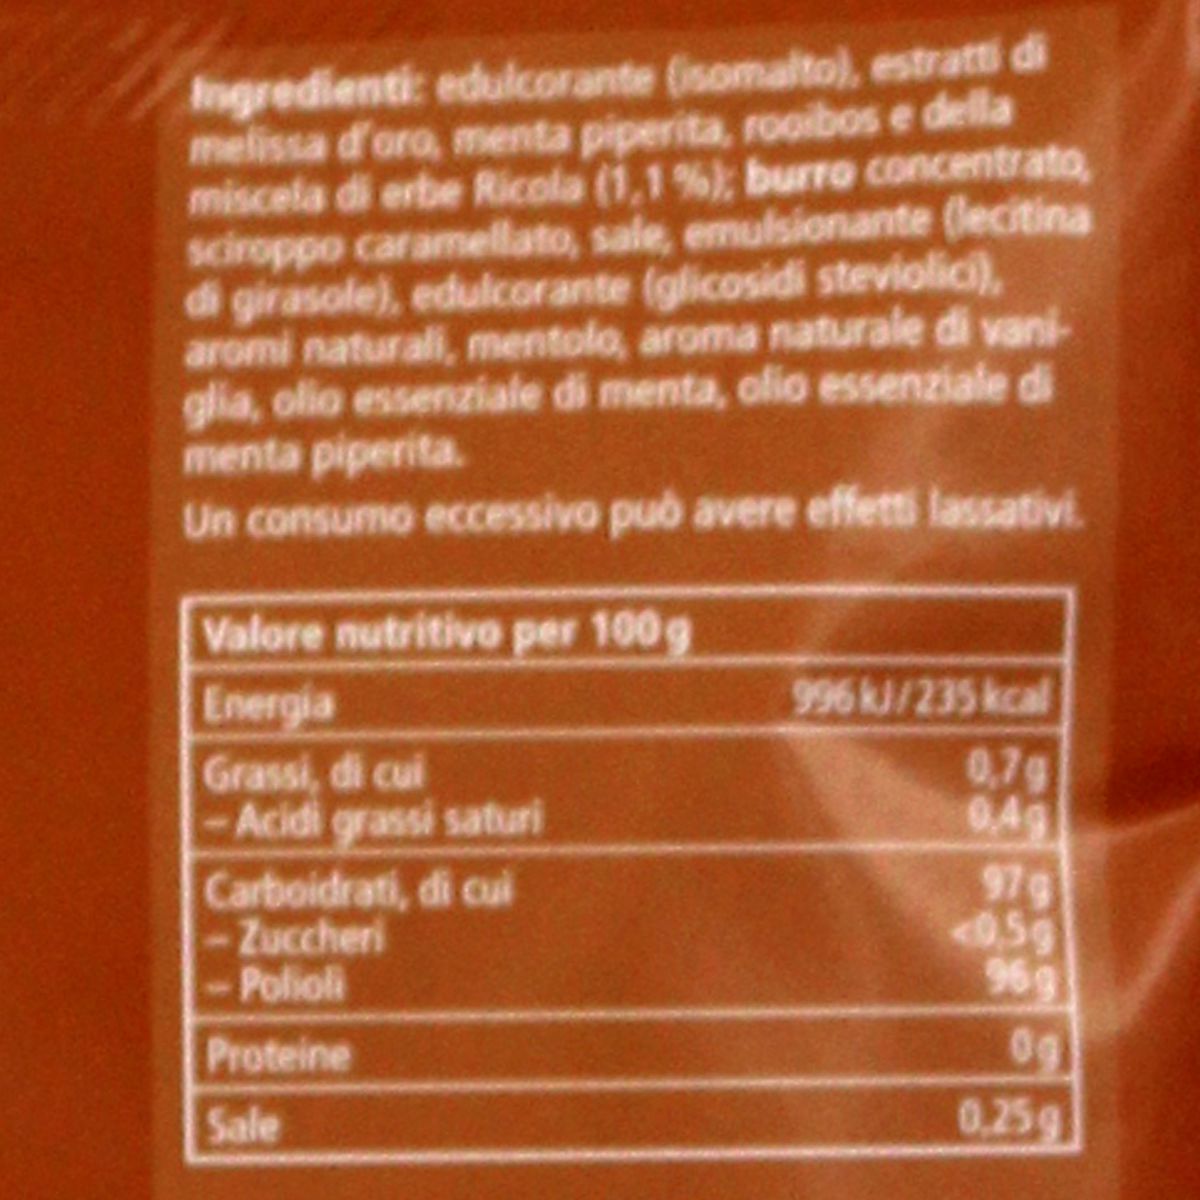 Ingredienti: edulcorante (isomalto), estratti di
melissa d'oro, menta piperita, rooibos e della
miscela di erbe Ricola (1,1 %); burro concentrato,
sciroppo caramellato, sale, emulsionante (lecitina
di girasole), edulcorante (glicosidi steviolici),
aromi naturali, mentolo, aroma naturale di vani-
glia, olio essenziale di menta, olio essenziale di
menta piperita.
Un consumo eccessivo può avere effetti lassativi.
Valore nutritivo per 100 g
Energia 996 kJ/235 kcal
Grassi, di cui 0,7 g
– Acidi grassi saturi 0,4 g
Carboidrati, di cui 97 g
– Zuccheri <0,5 g
– Polioli 96 g
Proteine 0 g
Sale 0,25 g